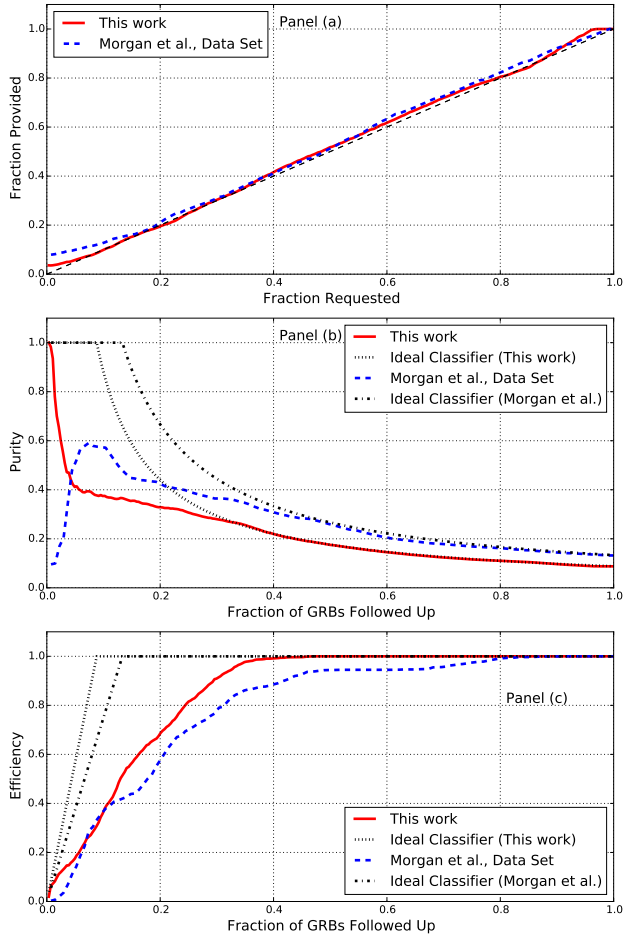 Panel (a)
This work
Morgan et al., Data Set
1.0
0.8
0.6
0.4
0.2
0.0
Fraction Provided
0.0 0.2 0.4 0.6 0.8 1.0
Fraction Requested
Panel (b)
This work
Ideal Classifier (This work)
Morgan et al., Data Set
Ideal Classifier (Morgan et al.)
1.0
0.8
0.6
0.4
0.2
0.0
Purity
0.0 0.2 0.4 0.6 0.8 1.0
Fraction of GRBs Followed Up
1.0
0.8
0.6
0.4
0.2
0.0
Efficiency
Panel (c)
This work
Ideal Classifier (This work)
Morgan et al., Data Set
Ideal Classifier (Morgan et al.)
0.0 0.2 0.4 0.6 0.8 1.0
Fraction of GRBs Followed Up